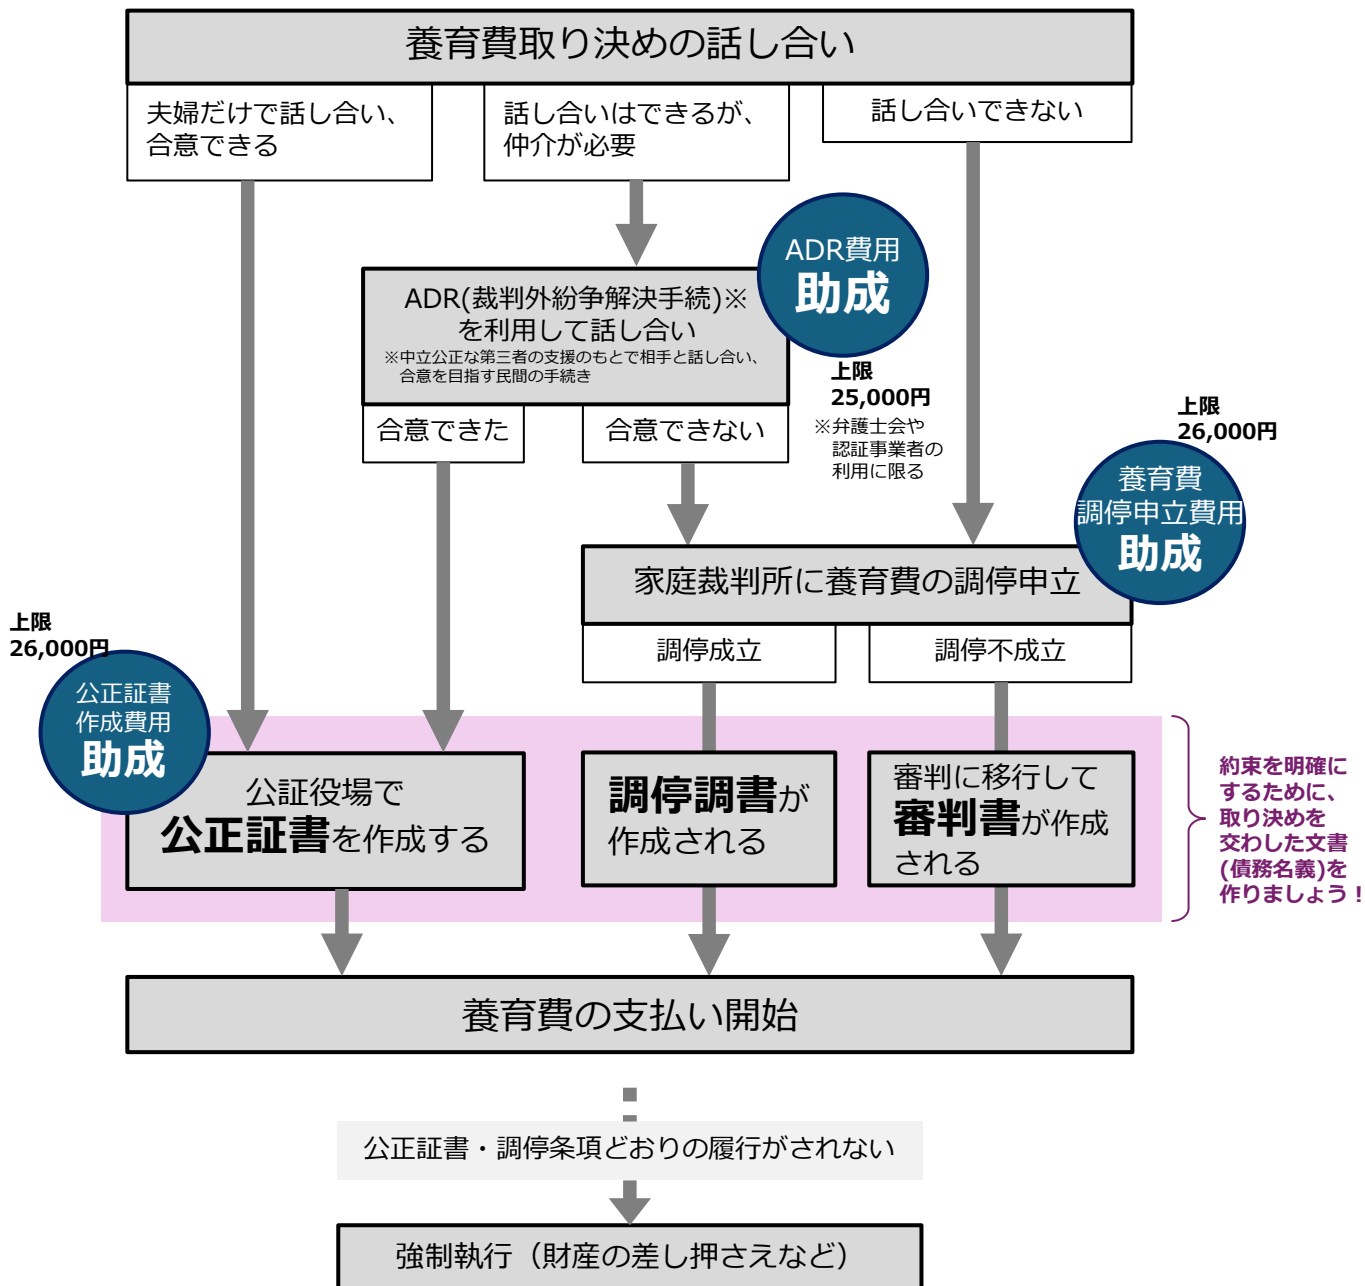 養育費取り決めの話し合い
夫婦だけで話し合い、
合意できる
話し合いはできるが、
仲介が必要
話し合いできない
ADR費用
助成
上限
25,000円
※弁護士会や
認証事業者の
利用に限る
ADR(裁判外紛争解決手続)※
を利用して話し合い
※中立公正な第三者の支援のもとで相手と話し合い、
合意を目指す民間の手続き
合意できた
合意できない
上限
26,000円
養育費
調停申立費用
助成
家庭裁判所に養育費の調停申立
調停成立
調停不成立
上限
26,000円
公正証書
作成費用
助成
公証役場で
公正証書を作成する
調停調書が
作成される
審判に移行して
審判書が作成
される
約束を明確に
するために、
取り決めを
交わした文書
(債務名義)を
作りましょう！
養育費の支払い開始
公正証書・調停条項どおりの履行がされない
強制執行（財産の差し押さえなど）